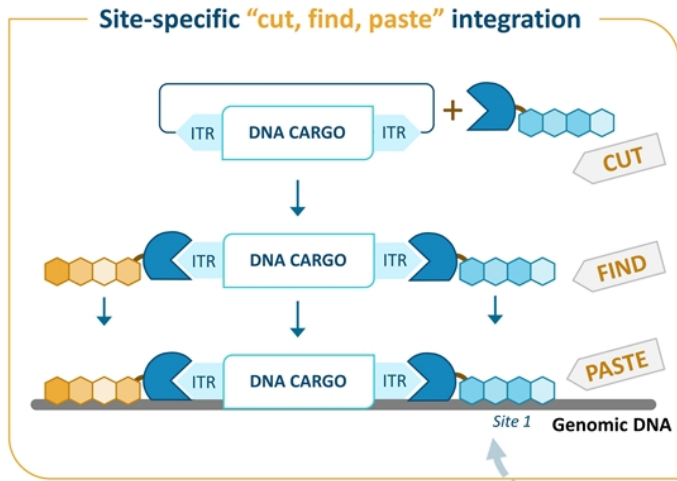 Site-specific “cut, find, paste” integration
ITR DNA CARGO ITR +
CUT
ITR DNA CARGO ITR
FIND
ITR DNA CARGO ITR
PASTE
Site 1 Genomic DNA